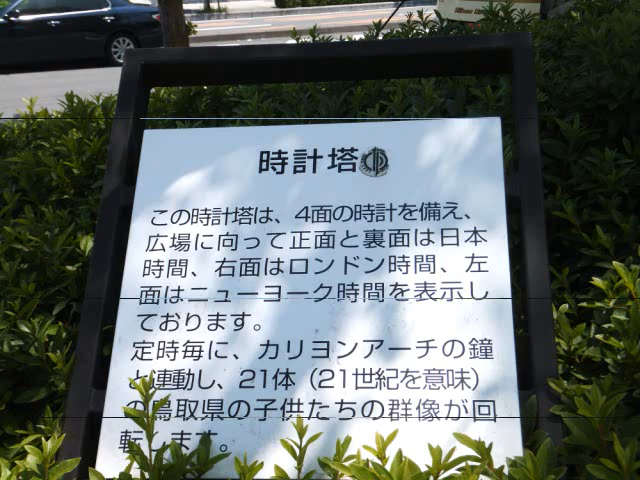 時計塔
この時計塔は、4面の時計を備え、
広場に向って正面と裏面は日本
時間、右面はロンドン時間、左
面はニューヨーク時間を表示し
ております。
定時毎に、カリヨンアーチの鐘
と連動し、21体（21世紀を意味）
の鳥取県の子供たちの群像が回
転します。